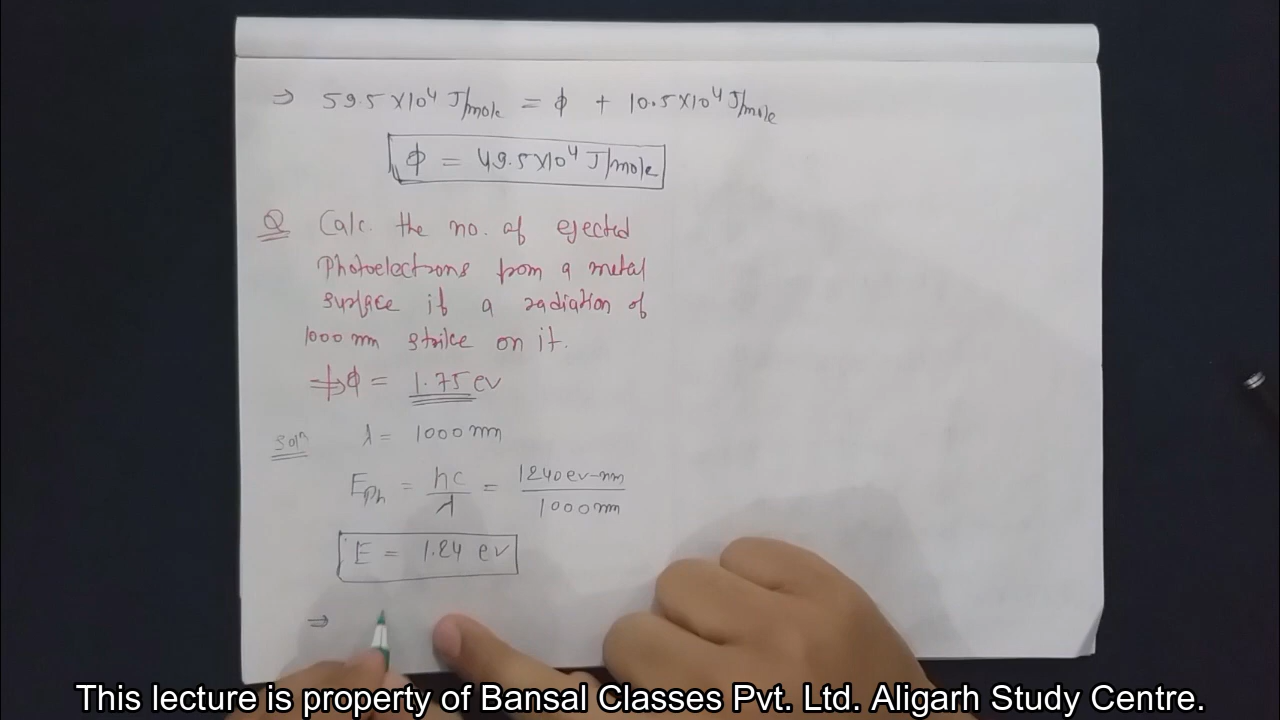 ⇒ 59.5×10⁴ J/mole = ϕ + 10.5×10⁴ J/mole
ϕ = 49.5×10⁴ J/mole
Q Calc. the no. of ejected
Photoelectrons from a metal
surface if a radiation of
1000 nm strike on it.
⇒ ϕ = 1.75 ev
Solⁿ λ = 1000 nm
E_Ph = hc/λ = 1240 ev-nm/1000 nm
E = 1.24 ev
⇒
This lecture is property of Bansal Classes Pvt. Ltd. Aligarh Study Centre.